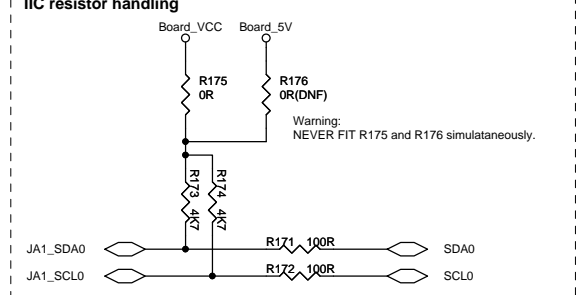 IIC resistor handling
Board_VCC Board_5V
R175 R176
0R 0R(DNF)
Warning:
NEVER FIT R175 and R176 simulataneously.
R173 4K7
R174 4K7
JA1_SDA0 R171 100R SDA0
JA1_SCL0 R172 100R SCL0